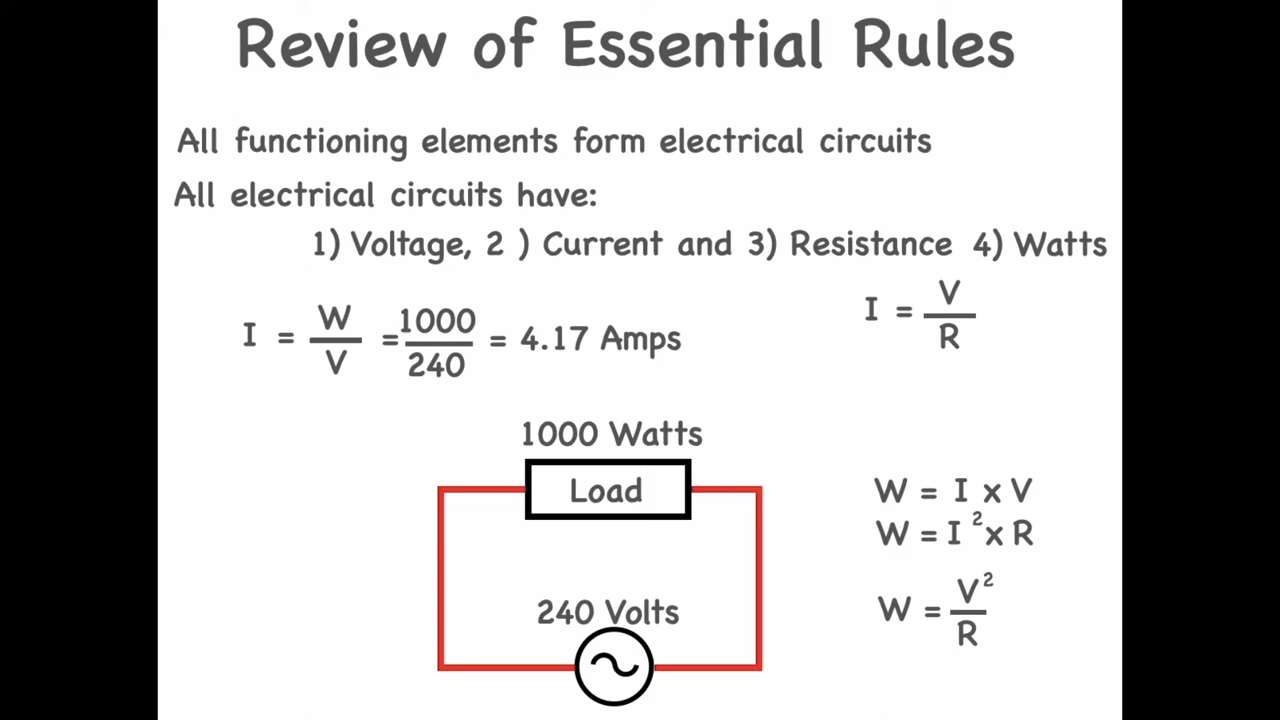 Review of Essential Rules
All functioning elements form electrical circuits
All electrical circuits have:
1) Voltage, 2 ) Current and 3) Resistance 4) Watts
I = W/V = 1000/240 = 4.17 Amps
I = V/R
1000 Watts
Load
240 Volts
W = I x V
W = I² x R
W = V²/R